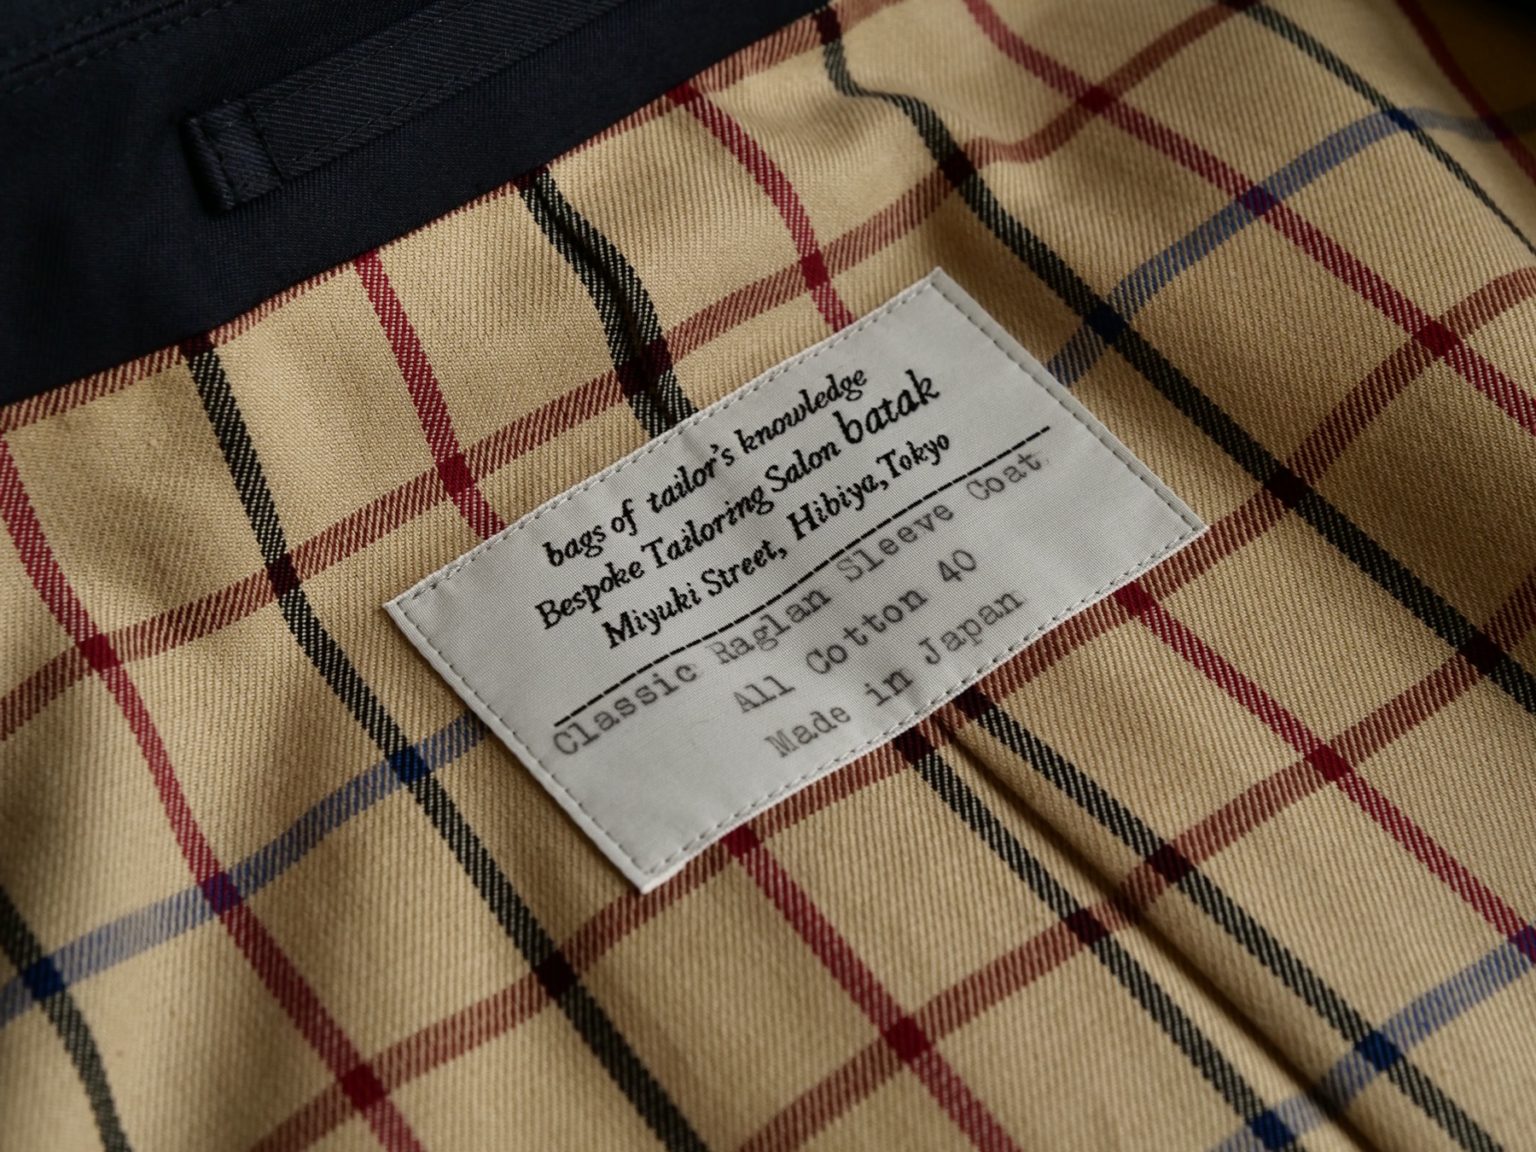 bags of tailor's knowledge
Bespoke Tailoring Salon batak
Miyuki Street, Hibiya, Tokyo
Classic Raglan Sleeve Coat
All Cotton 40
Made in Japan